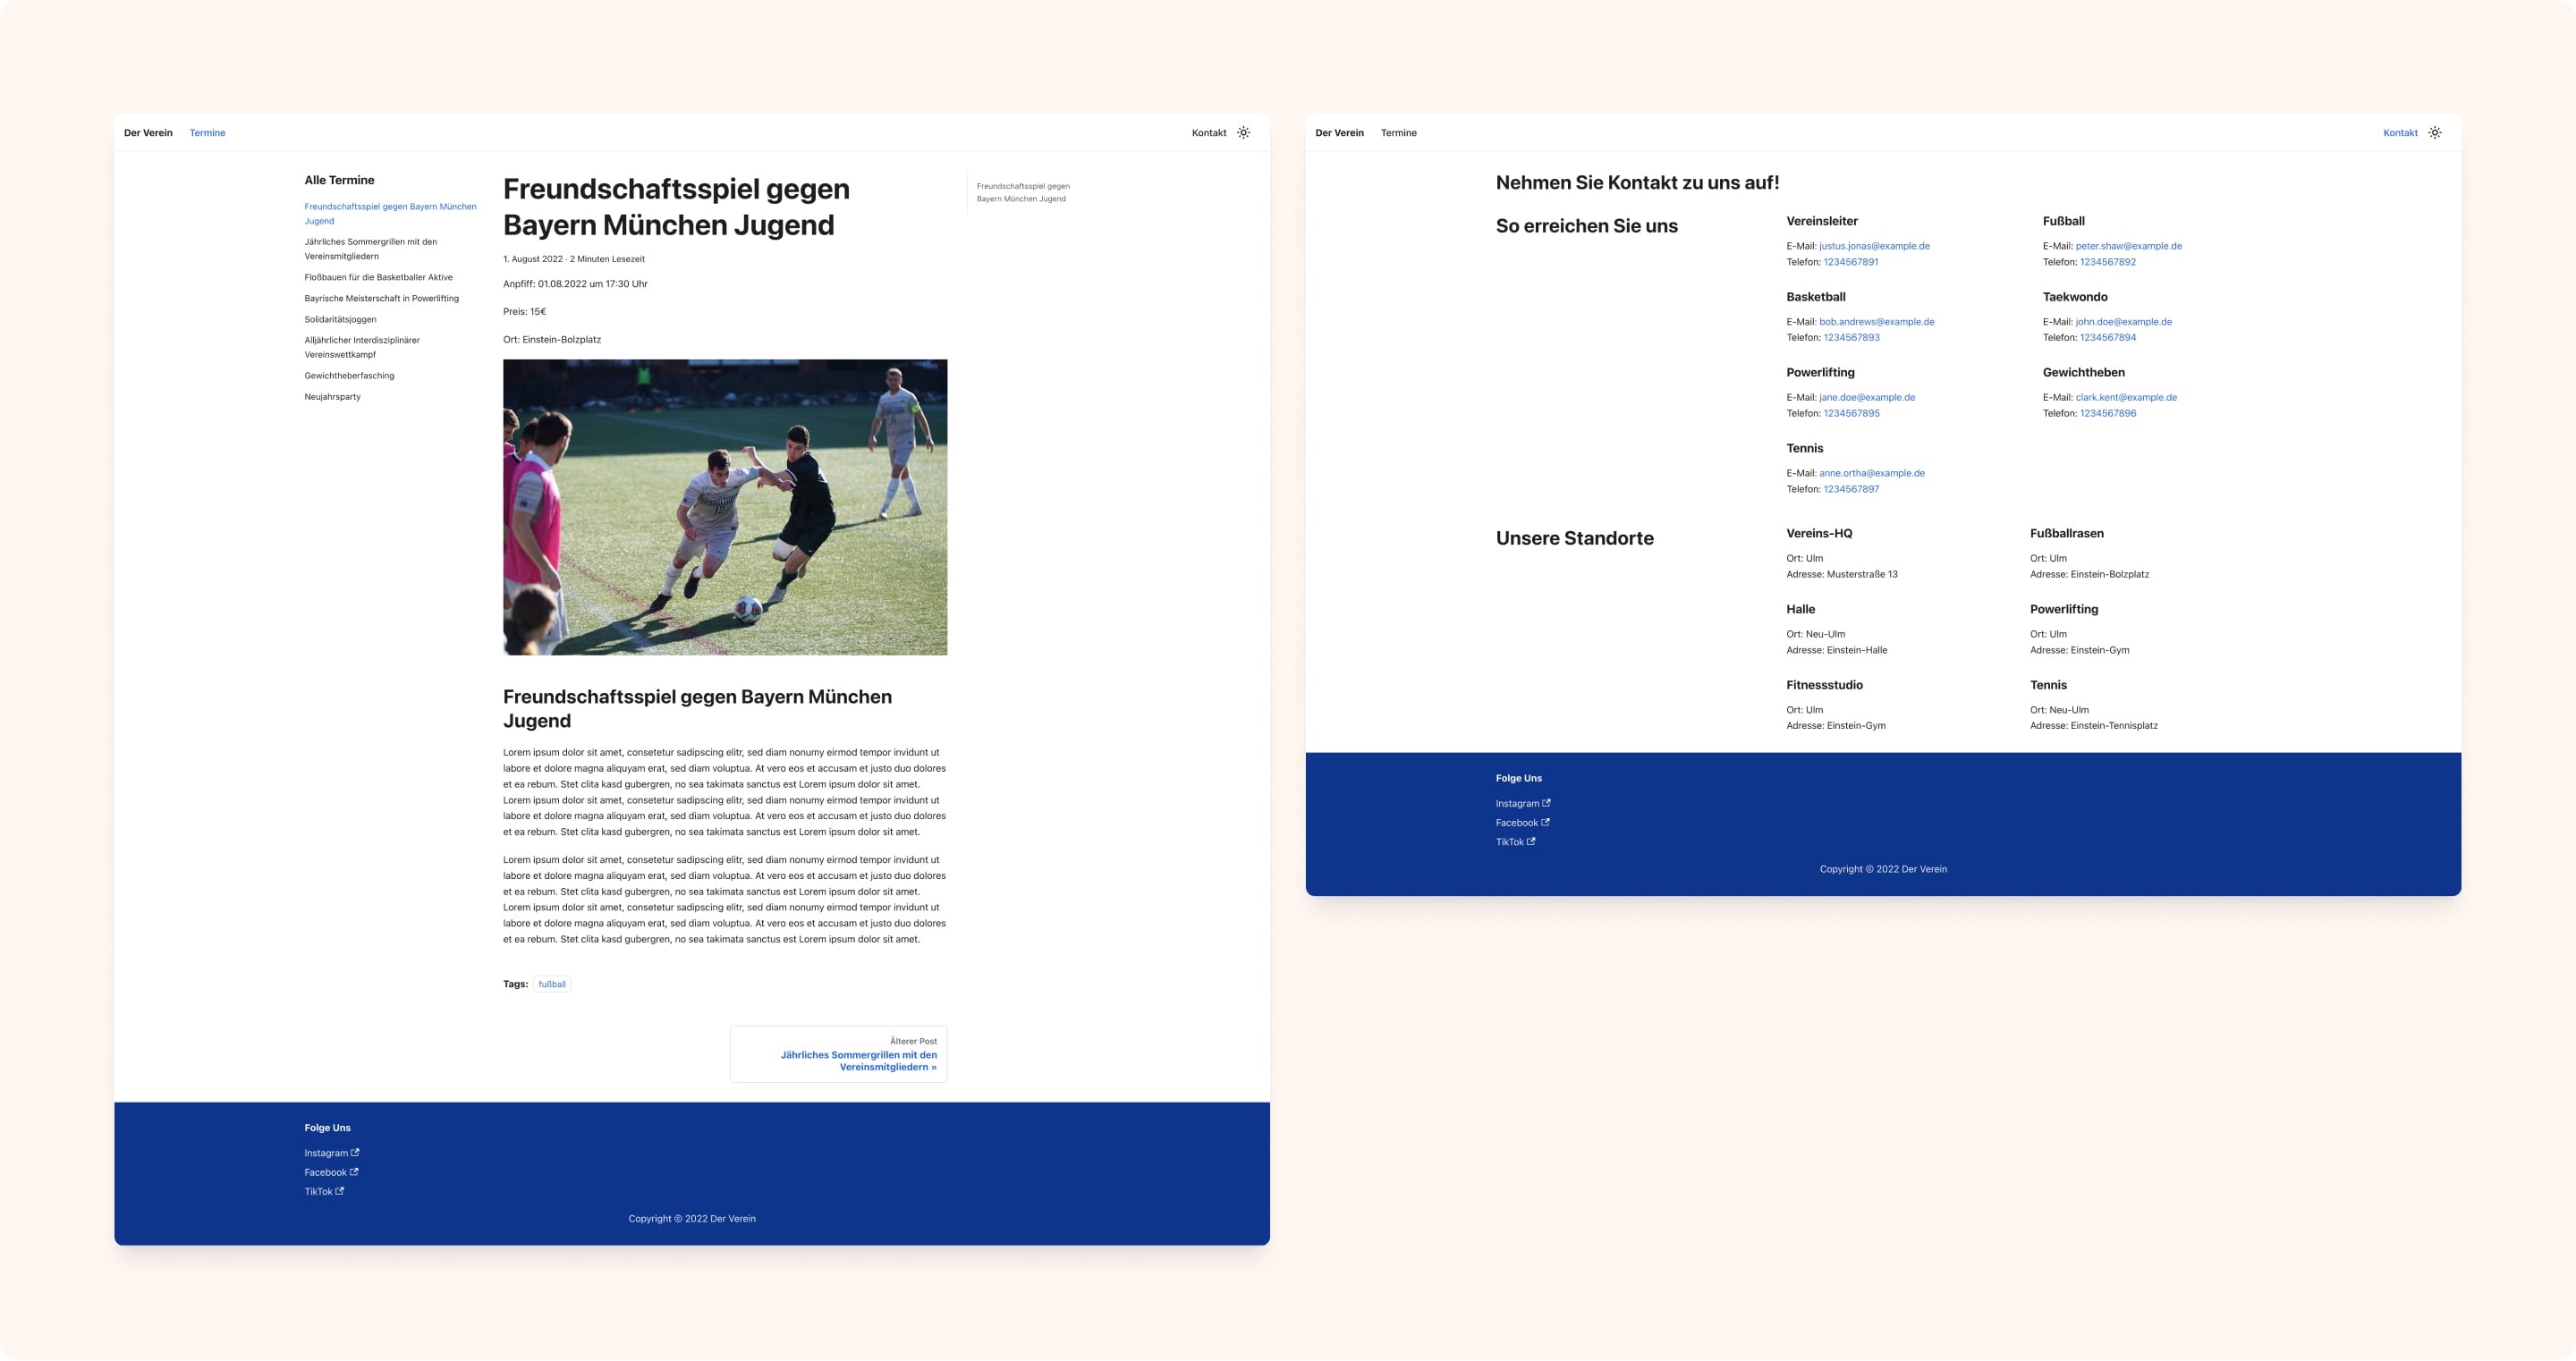 Der Verein Termine Kontakt
Alle Termine
Freundschaftsspiel gegen Bayern München
Jugend
Jährliches Sommergrillen mit den
Vereinsmitgliedern
Floßbauen für die Basketballer Aktive
Bayrische Meisterschaft in Powerlifting
Solidaritätsjoggen
Alljährlicher Interdisziplinärer
Vereinswettkampf
Gewichtheberfasching
Neujahrsparty
Freundschaftsspiel gegen
Bayern München Jugend
1. August 2022 · 2 Minuten Lesezeit
Anpfiff: 01.08.2022 um 17:30 Uhr
Preis: 15€
Ort: Einstein-Bolzplatz
Freundschaftsspiel gegen Bayern München
Jugend
Lorem ipsum dolor sit amet, consetetur sadipscing elitr, sed diam nonumy eirmod tempor invidunt ut
labore et dolore magna aliquyam erat, sed diam voluptua. At vero eos et accusam et justo duo dolores
et ea rebum. Stet clita kasd gubergren, no sea takimata sanctus est Lorem ipsum dolor sit amet.
Lorem ipsum dolor sit amet, consetetur sadipscing elitr, sed diam nonumy eirmod tempor invidunt ut
labore et dolore magna aliquyam erat, sed diam voluptua. At vero eos et accusam et justo duo dolores
et ea rebum. Stet clita kasd gubergren, no sea takimata sanctus est Lorem ipsum dolor sit amet.
Lorem ipsum dolor sit amet, consetetur sadipscing elitr, sed diam nonumy eirmod tempor invidunt ut
labore et dolore magna aliquyam erat, sed diam voluptua. At vero eos et accusam et justo duo dolores
et ea rebum. Stet clita kasd gubergren, no sea takimata sanctus est Lorem ipsum dolor sit amet.
Lorem ipsum dolor sit amet, consetetur sadipscing elitr, sed diam nonumy eirmod tempor invidunt ut
labore et dolore magna aliquyam erat, sed diam voluptua. At vero eos et accusam et justo duo dolores
et ea rebum. Stet clita kasd gubergren, no sea takimata sanctus est Lorem ipsum dolor sit amet.
Tags: fußball
Älterer Post
Jährliches Sommergrillen mit den
Vereinsmitgliedern »
Freundschaftsspiel gegen
Bayern München Jugend
Folge Uns
Instagram
Facebook
TikTok
Copyright © 2022 Der Verein
Der Verein Termine Kontakt
Nehmen Sie Kontakt zu uns auf!
So erreichen Sie uns
Vereinsleiter
E-Mail: justus.jonas@example.de
Telefon: 1234567891
Fußball
E-Mail: peter.shaw@example.de
Telefon: 1234567892
Basketball
E-Mail: bob.andrews@example.de
Telefon: 1234567893
Taekwondo
E-Mail: john.doe@example.de
Telefon: 1234567894
Powerlifting
E-Mail: jane.doe@example.de
Telefon: 1234567895
Gewichtheben
E-Mail: clark.kent@example.de
Telefon: 1234567896
Tennis
E-Mail: anne.ortha@example.de
Telefon: 1234567897
Unsere Standorte
Vereins-HQ
Ort: Ulm
Adresse: Musterstraße 13
Fußballrasen
Ort: Ulm
Adresse: Einstein-Bolzplatz
Halle
Ort: Neu-Ulm
Adresse: Einstein-Halle
Powerlifting
Ort: Ulm
Adresse: Einstein-Gym
Fitnessstudio
Ort: Ulm
Adresse: Einstein-Gym
Tennis
Ort: Neu-Ulm
Adresse: Einstein-Tennisplatz
Folge Uns
Instagram
Facebook
TikTok
Copyright © 2022 Der Verein